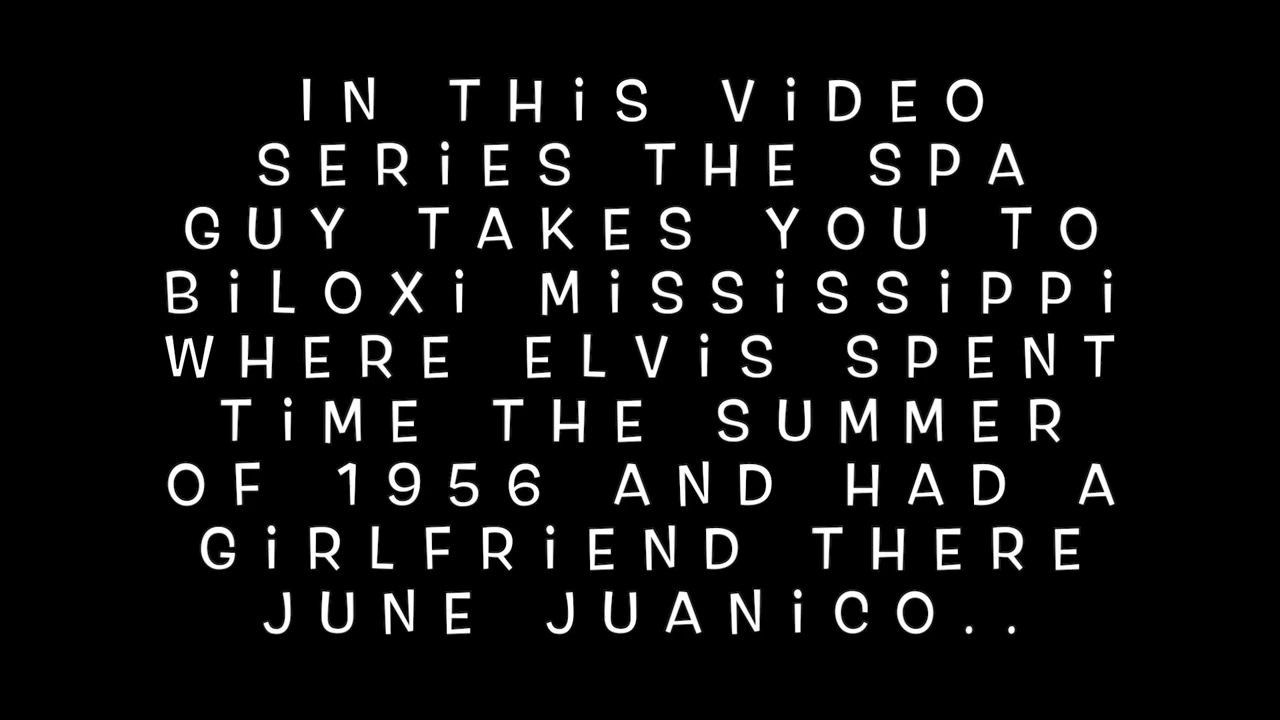 IN THiS ViDEO
SERiES THE SPA
GUY TAKES YOU TO
BiLOXi MiSSiSSiPPi
WHERE ELViS SPENT
TiME THE SUMMER
OF 1956 AND HAD A
GiRLFRiEND THERE
JUNE JUANiCO..